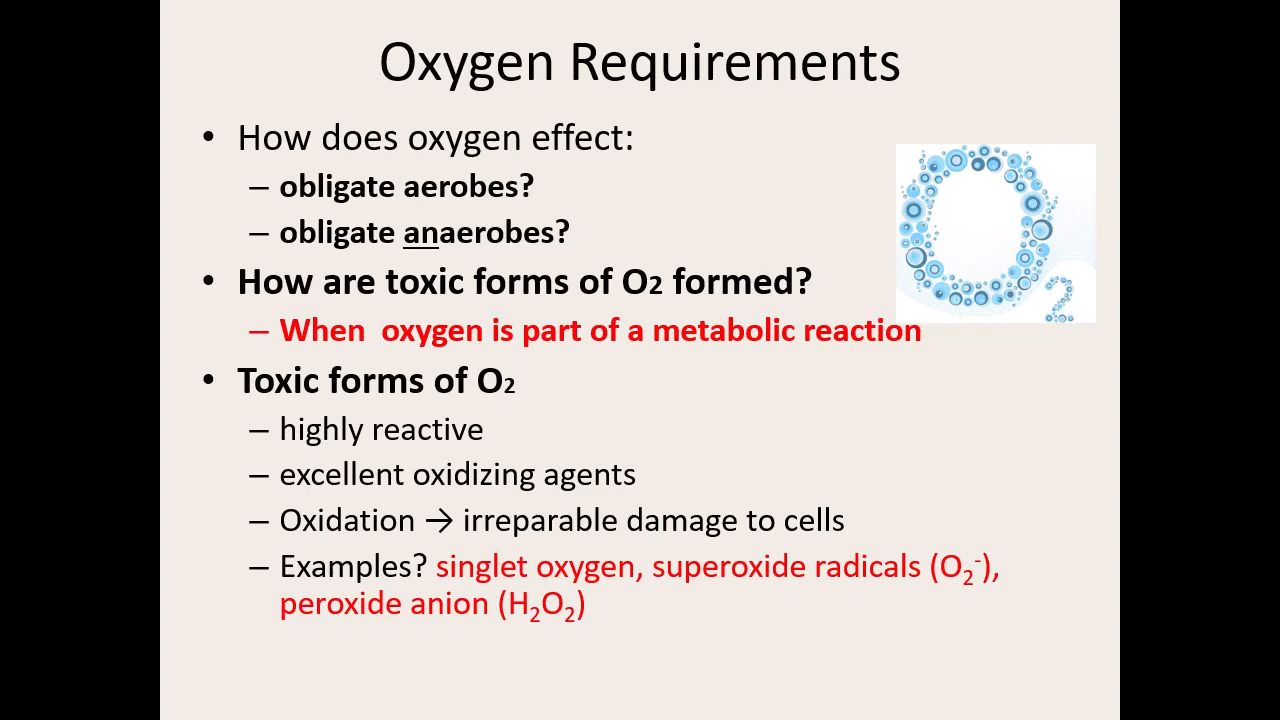 Oxygen Requirements
• How does oxygen effect:
– obligate aerobes?
– obligate anaerobes?
• How are toxic forms of O2 formed?
– When  oxygen is part of a metabolic reaction
• Toxic forms of O2
– highly reactive
– excellent oxidizing agents
– Oxidation → irreparable damage to cells
– Examples? singlet oxygen, superoxide radicals (O₂⁻),
peroxide anion (H₂O₂)
O2